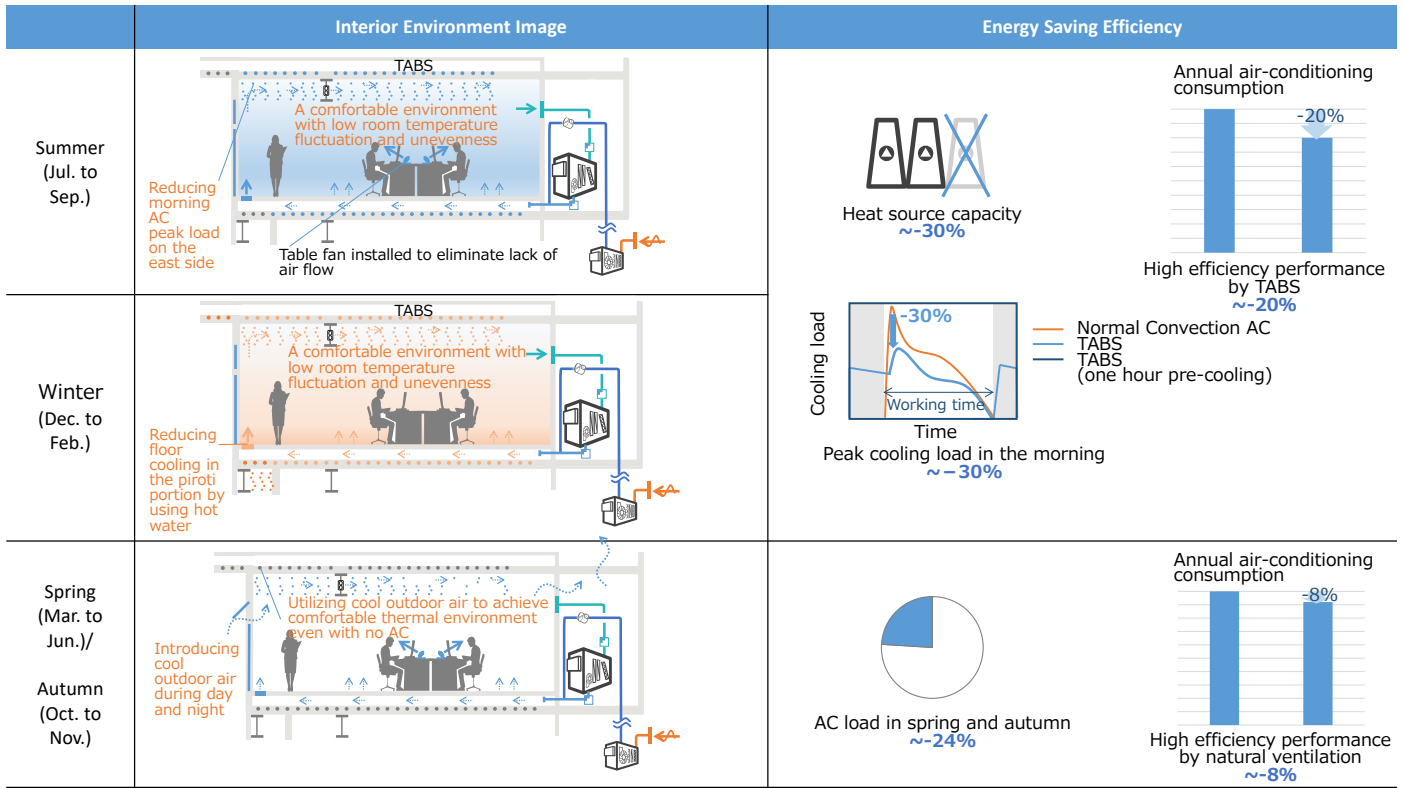 Interior Environment Image
Energy Saving Efficiency
Summer
(Jul. to
Sep.)
TABS
A comfortable environment
with low room temperature
fluctuation and unevenness
Reducing
morning
AC
peak load
on the
east side
Table fan installed to eliminate lack of
air flow
Heat source capacity
~-30%
Annual air-conditioning
consumption
-20%
High efficiency performance
by TABS
~-20%
Winter
(Dec. to
Feb.)
TABS
A comfortable environment with
low room temperature
fluctuation and unevenness
Reducing
floor
cooling in
the piroti
portion by
using hot
water
Cooling load
-30%
Working time
Time
Normal Convection AC
TABS
TABS
(one hour pre-cooling)
Peak cooling load in the morning
~−30%
Spring
(Mar. to
Jun.)/
Autumn
(Oct. to
Nov.)
Utilizing cool outdoor air to achieve
comfortable thermal environment
even with no AC
Introducing
cool
outdoor air
during day
and night
AC load in spring and autumn
~-24%
Annual air-conditioning
consumption
-8%
High efficiency performance
by natural ventilation
~-8%